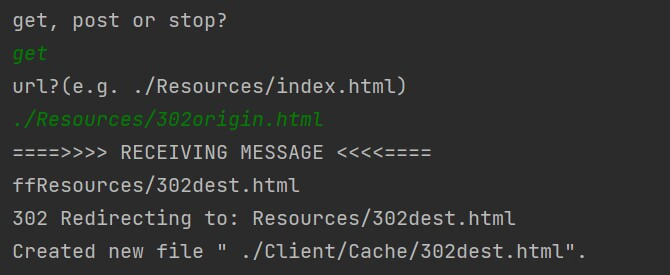 get, post or stop?
get
url?(e.g. ./Resources/index.html)
./Resources/302origin.html
====>>>> RECEIVING MESSAGE <<<<====
ffResources/302dest.html
302 Redirecting to: Resources/302dest.html
Created new file " ./Client/Cache/302dest.html".